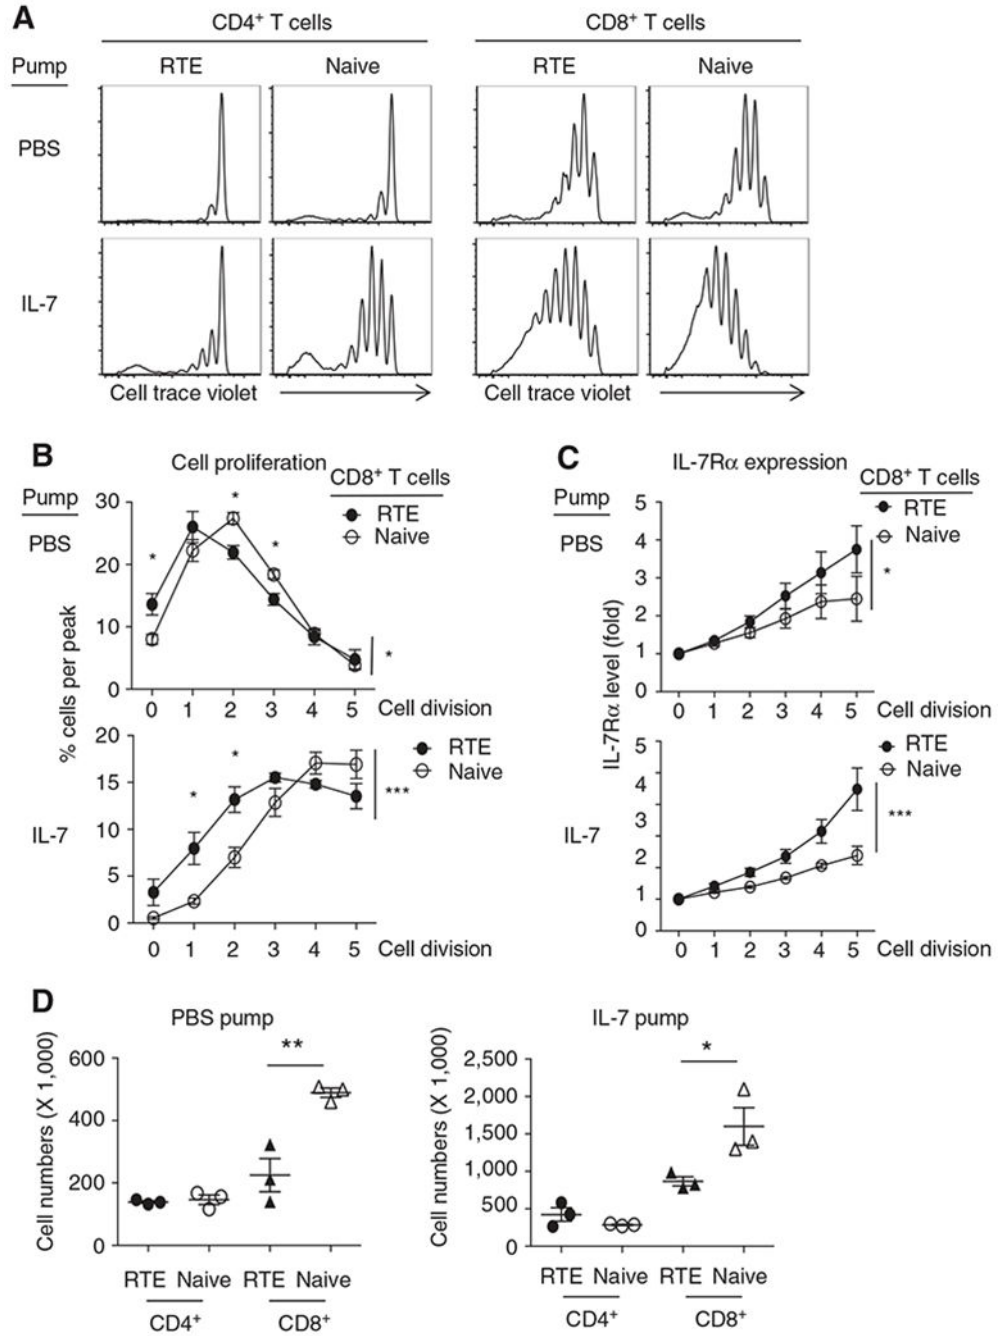 A
CD4+ T cells
CD8+ T cells
Pump
RTE
Naive
RTE
Naive
PBS
IL-7
Cell trace violet
Cell trace violet
B
Cell proliferation
Pump
CD8+ T cells
RTE
Naive
PBS
% cells per peak
30
20
10
0
*
*
*
*
0 1 2 3 4 5 Cell division
IL-7
RTE
Naive
20
15
10
5
0
*
*
***
0 1 2 3 4 5 Cell division
C
IL-7Rα expression
Pump
CD8+ T cells
RTE
Naive
PBS
IL-7Rα level (fold)
5
4
3
2
1
0
*
0 1 2 3 4 5 Cell division
IL-7
RTE
Naive
5
4
3
2
1
0
***
0 1 2 3 4 5 Cell division
D
PBS pump
Cell numbers (X 1,000)
600
400
200
0
**
RTE Naive RTE Naive
CD4+ CD8+
IL-7 pump
Cell numbers (X 1,000)
2,500
2,000
1,500
1,000
500
0
*
RTE Naive RTE Naive
CD4+ CD8+